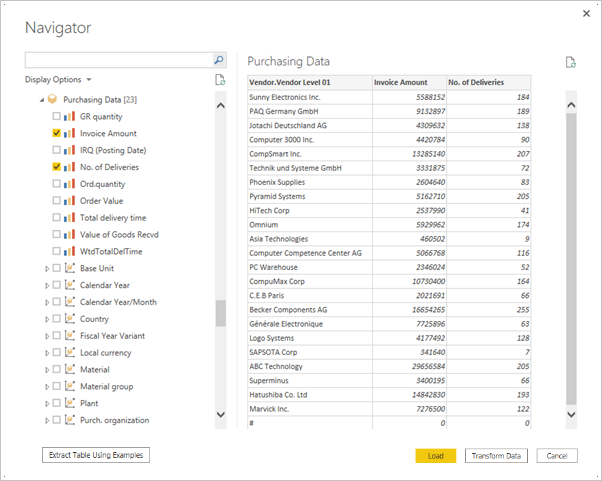 Navigator
Display Options
Purchasing Data [23]
GR quantity
Invoice Amount
IRQ (Posting Date)
No. of Deliveries
Ord.quantity
Order Value
Total delivery time
Value of Goods Recvd
WtdTotalDelTime
Base Unit
Calendar Year
Calendar Year/Month
Country
Fiscal Year Variant
Local currency
Material
Material group
Plant
Purch. organization
Purchasing Data
Vendor.Vendor Level 01 Invoice Amount No. of Deliveries
Sunny Electronics Inc. 5588152 184
PAQ Germany GmbH 9132897 189
Jotachi Deutschland AG 4309632 138
Computer 3000 Inc. 4420784 90
CompSmart Inc. 13285140 207
Technik und Systeme GmbH 3331875 72
Phoenix Supplies 2604640 83
Pyramid Systems 5162710 205
HiTech Corp 2537990 41
Omnium 5929962 174
Asia Technologies 460502 9
Computer Competence Center AG 5066768 116
PC Warehouse 2346024 52
CompuMax Corp 10730400 164
C.E.B Paris 2021691 66
Becker Components AG 16654265 255
Générale Electronique 7725896 63
Logo Systems 4177492 128
SAPSOTA Corp 341640 7
ABC Technology 29656584 205
Superminus 3400195 66
Hatushiba Co. Ltd 14842830 193
Marvick Inc. 7276500 122
# 0 0
Extract Table Using Examples
Load
Transform Data
Cancel